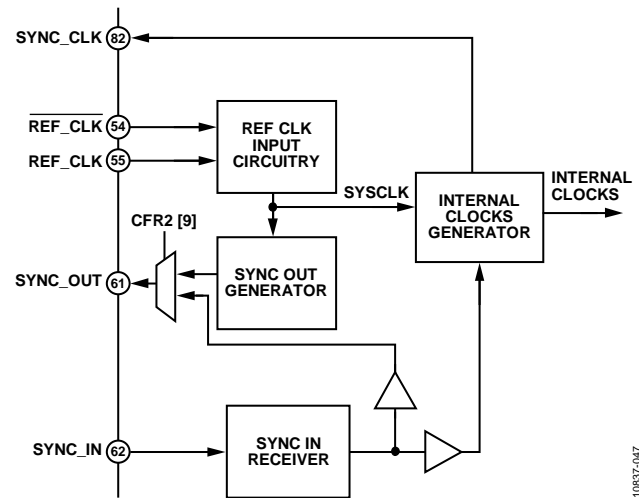 SYNC_CLK 82
REF_CLK 54
REF_CLK 55
REF CLK
INPUT
CIRCUITRY
SYSCLK
INTERNAL
CLOCKS
GENERATOR
INTERNAL
CLOCKS
CFR2 [9]
SYNC_OUT 61
SYNC OUT
GENERATOR
SYNC_IN 62
SYNC IN
RECEIVER
10837-047